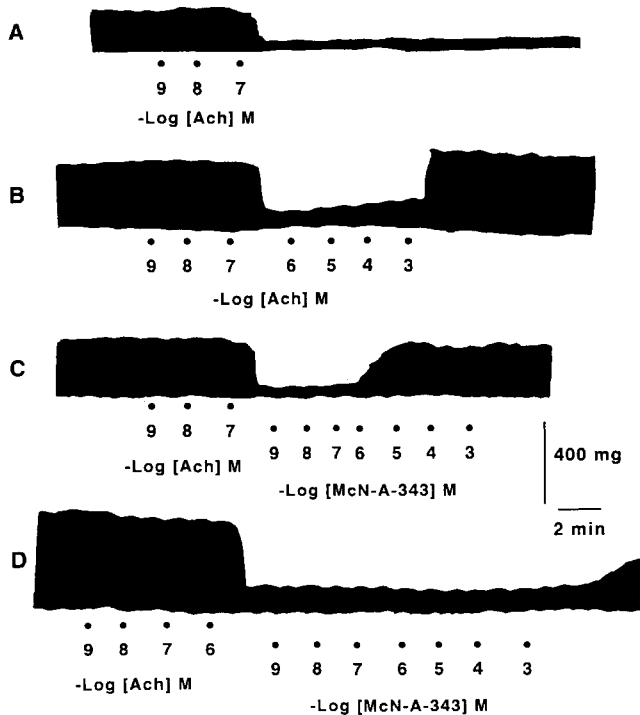 A
9 8 7
-Log [Ach] M
B
9 8 7 6 5 4 3
-Log [Ach] M
C
9 8 7
-Log [Ach] M
9 8 7 6 5 4 3
-Log [McN-A-343] M
400 mg
2 min
D
9 8 7 6
-Log [Ach] M
9 8 7 6 5 4 3
-Log [McN-A-343] M